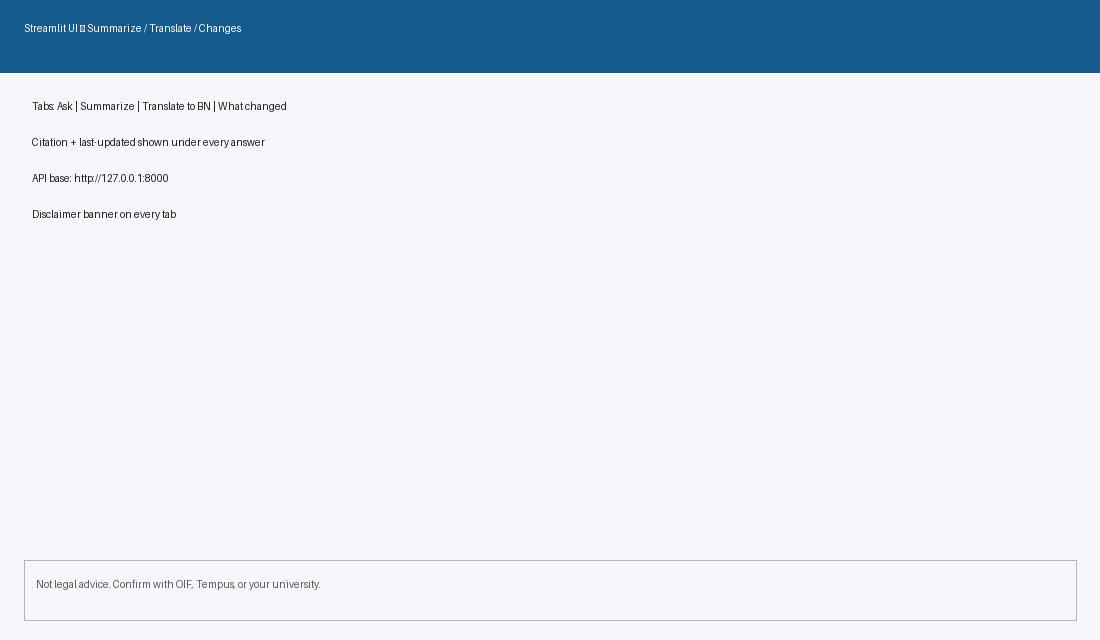 Streamlit UI ▯ Summarize / Translate / Changes
Tabs: Ask | Summarize | Translate to BN | What changed
Citation + last-updated shown under every answer
API base: http://127.0.0.1:8000
Disclaimer banner on every tab
Not legal advice. Confirm with OIF, Tempus, or your university.